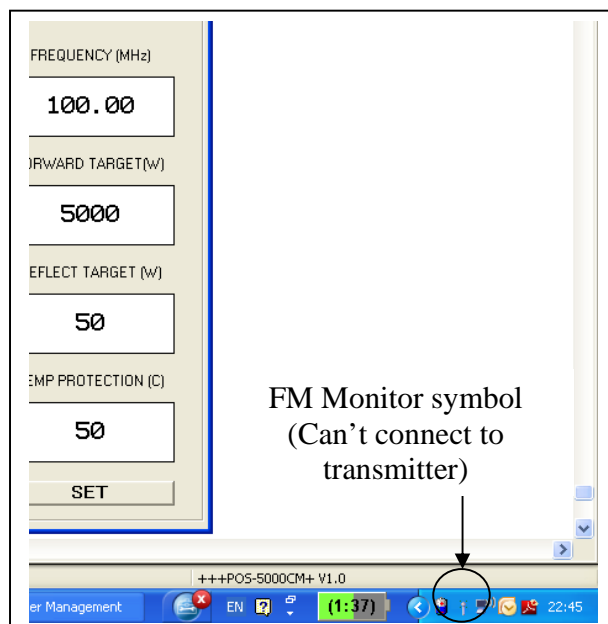 FREQUENCY (MHz)
100.00
ORWARD TARGET(W)
5000
EFLECT TARGET (W)
50
EMP PROTECTION (C)
50
SET
FM Monitor symbol
(Can't connect to
transmitter)
+++POS-5000CM+ V1.0
er Management
EN
(1:37)
22:45